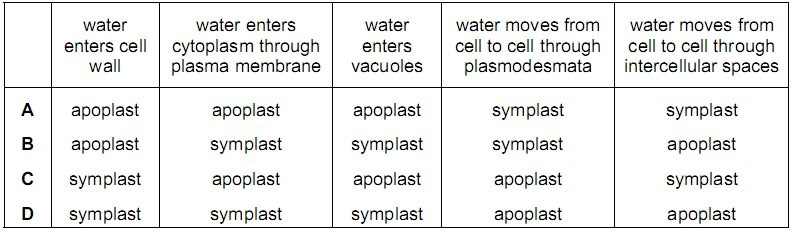 water enters cell wall water enters cytoplasm through plasma membrane water enters vacuoles water moves from cell to cell through plasmodesmata water moves from cell to cell through intercellular spaces
A apoplast apoplast apoplast symplast symplast
B apoplast symplast symplast symplast apoplast
C symplast apoplast apoplast apoplast symplast
D symplast symplast symplast apoplast apoplast